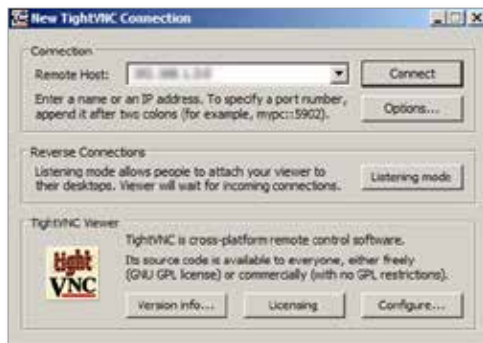 New TightVNC Connection
Connection
Remote Host:
Connect
Enter a name or an IP address. To specify a port number,
append it after two colons (for example, mypc::5902).
Options...
Reverse Connections
Listening mode allows people to attach your viewer to
their desktops. Viewer will wait for incoming connections.
Listening mode
TightVNC Viewer
tight
VNC
TightVNC is cross-platform remote control software.
Its source code is available to everyone, either freely
(GNU GPL license) or commercially (with no GPL restrictions).
Version info...
Licensing
Configure...